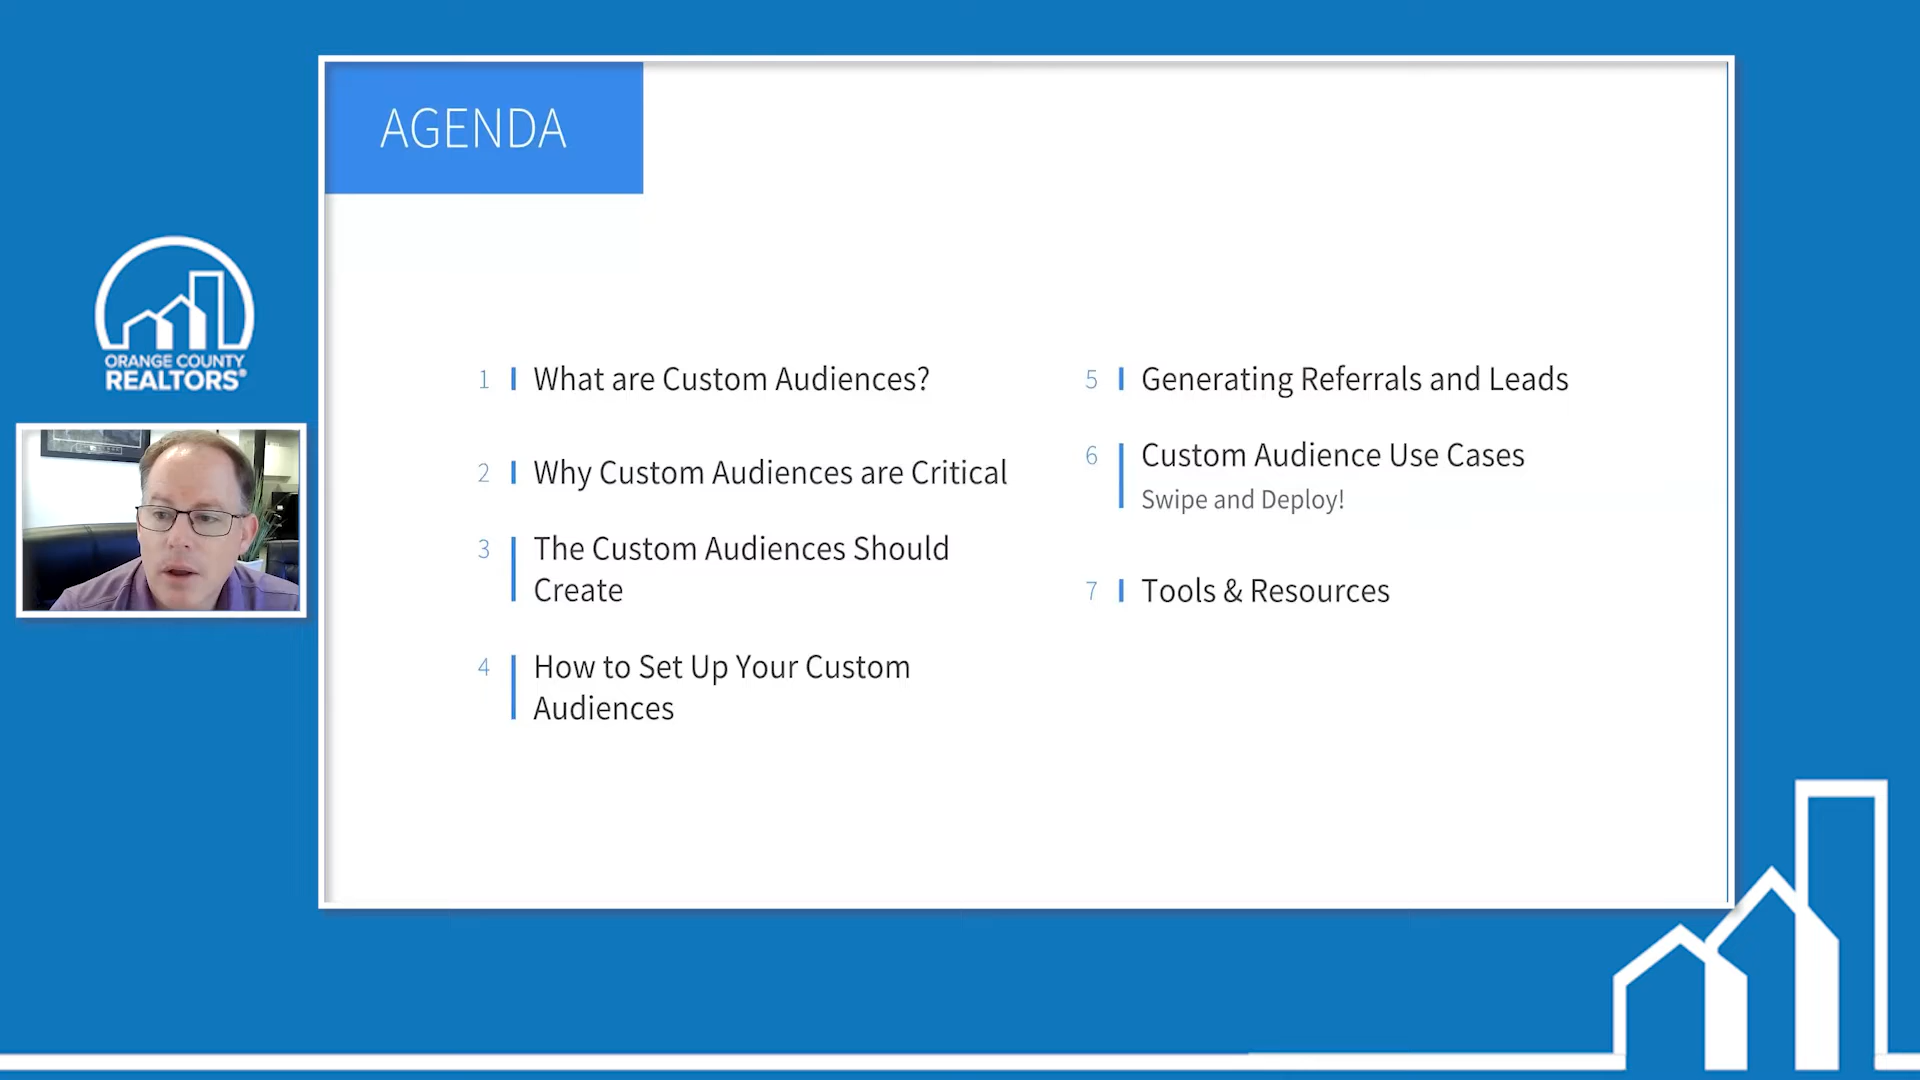 AGENDA
ORANGE COUNTY
REALTORS®
1 What are Custom Audiences?
2 Why Custom Audiences are Critical
3 The Custom Audiences Should
Create
4 How to Set Up Your Custom
Audiences
5 Generating Referrals and Leads
6 Custom Audience Use Cases
Swipe and Deploy!
7 Tools & Resources